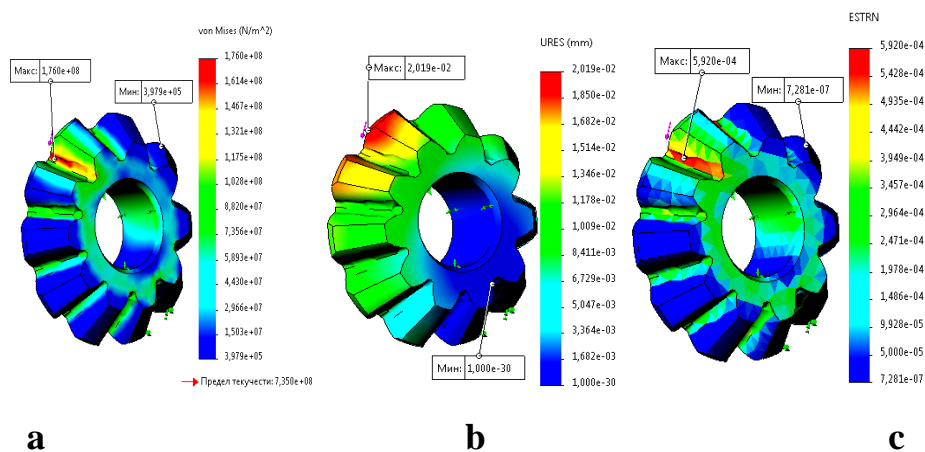 von Mises (N/m^2)
Макс: 1,760e+08
Мин: 3,979e+05
1,760e+08
1,614e+08
1,467e+08
1,321e+08
1,175e+08
1,028e+08
8,820e+07
7,356e+07
5,893e+07
4,430e+07
2,966e+07
1,503e+07
3,979e+05
Предел текучести: 7,350e+08
URES (mm)
Макс: 2,019e-02
2,019e-02
1,850e-02
1,682e-02
1,514e-02
1,346e-02
1,178e-02
1,009e-02
8,411e-03
6,729e-03
5,047e-03
3,364e-03
1,682e-03
1,000e-30
Мин: 1,000e-30
ESTRN
Макс: 5,920e-04
Мин: 7,281e-07
5,920e-04
5,428e-04
4,935e-04
4,442e-04
3,949e-04
3,457e-04
2,964e-04
2,471e-04
1,978e-04
1,486e-04
9,928e-05
5,000e-05
7,281e-07
a
b
c